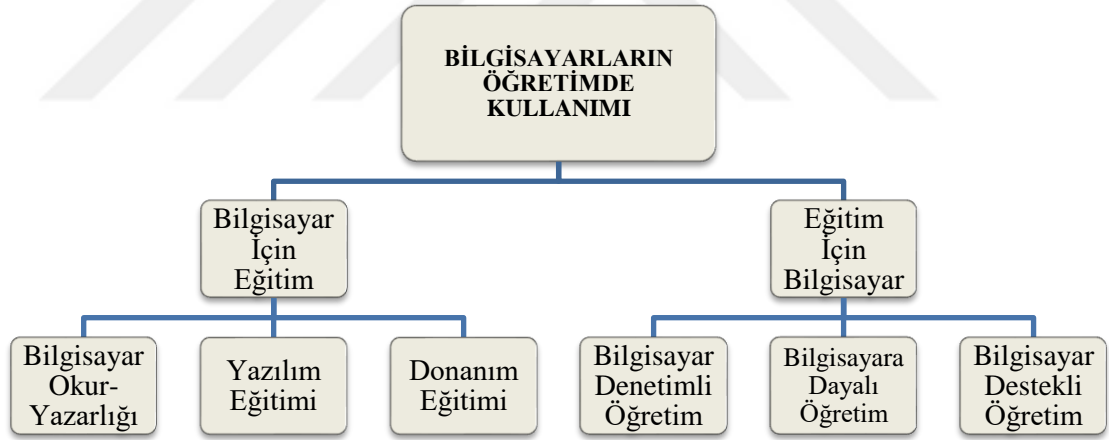 BİLGİSAYARLARIN
ÖĞRETİMDE
KULLANIMI
Bilgisayar
İçin
Eğitim
Eğitim
İçin
Bilgisayar
Bilgisayar
Okur-
Yazarlığı
Yazılım
Eğitimi
Donanım
Eğitimi
Bilgisayar
Denetimli
Öğretim
Bilgisayara
Dayalı
Öğretim
Bilgisayar
Destekli
Öğretim